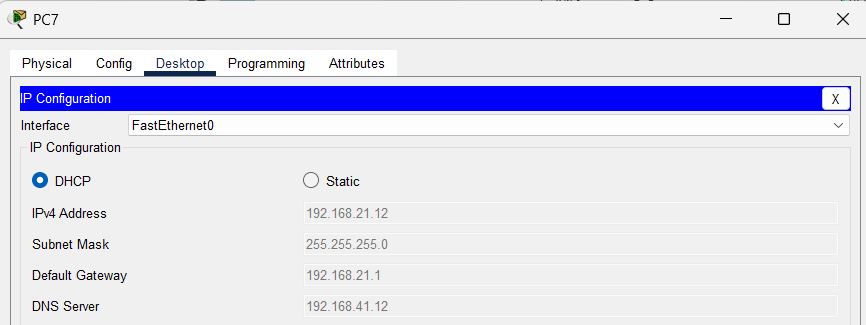 PC7
Physical Config Desktop Programming Attributes
IP Configuration X
Interface FastEthernet0
IP Configuration
DHCP Static
IPv4 Address 192.168.21.12
Subnet Mask 255.255.255.0
Default Gateway 192.168.21.1
DNS Server 192.168.41.12